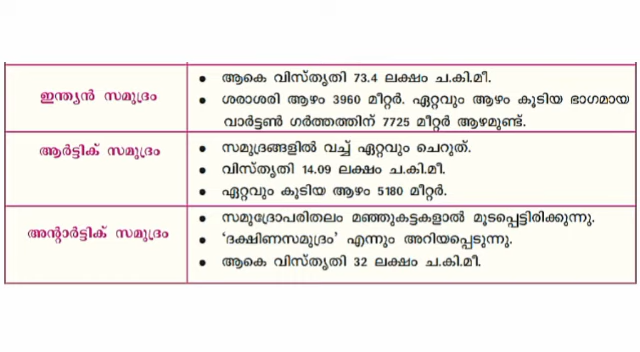 ഇന്ത്യൻ സമുദ്രം
● ആകെ വിസ്തൃതി 73.4 ലക്ഷം ച.കി.മീ.
● ശരാശരി ആഴം 3960 മീറ്റർ. ഏറ്റവും ആഴം കൂടിയ ഭാഗമായ
വാർട്ടൺ ഗർത്തത്തിന് 7725 മീറ്റർ ആഴമുണ്ട്.
ആർട്ടിക് സമുദ്രം
● സമുദ്രങ്ങളിൽ വച്ച് ഏറ്റവും ചെറുത്.
● വിസ്തൃതി 14.09 ലക്ഷം ച.കി.മീ.
● ഏറ്റവും കൂടിയ ആഴം 5180 മീറ്റർ.
അന്റാർട്ടിക് സമുദ്രം
● സമുദ്രോപരിതലം മഞ്ഞുകട്ടകളാൽ മൂടപ്പെട്ടിരിക്കുന്നു.
● ‘ദക്ഷിണസമുദ്രം’ എന്നും അറിയപ്പെടുന്നു.
● ആകെ വിസ്തൃതി 32 ലക്ഷം ച.കി.മീ.